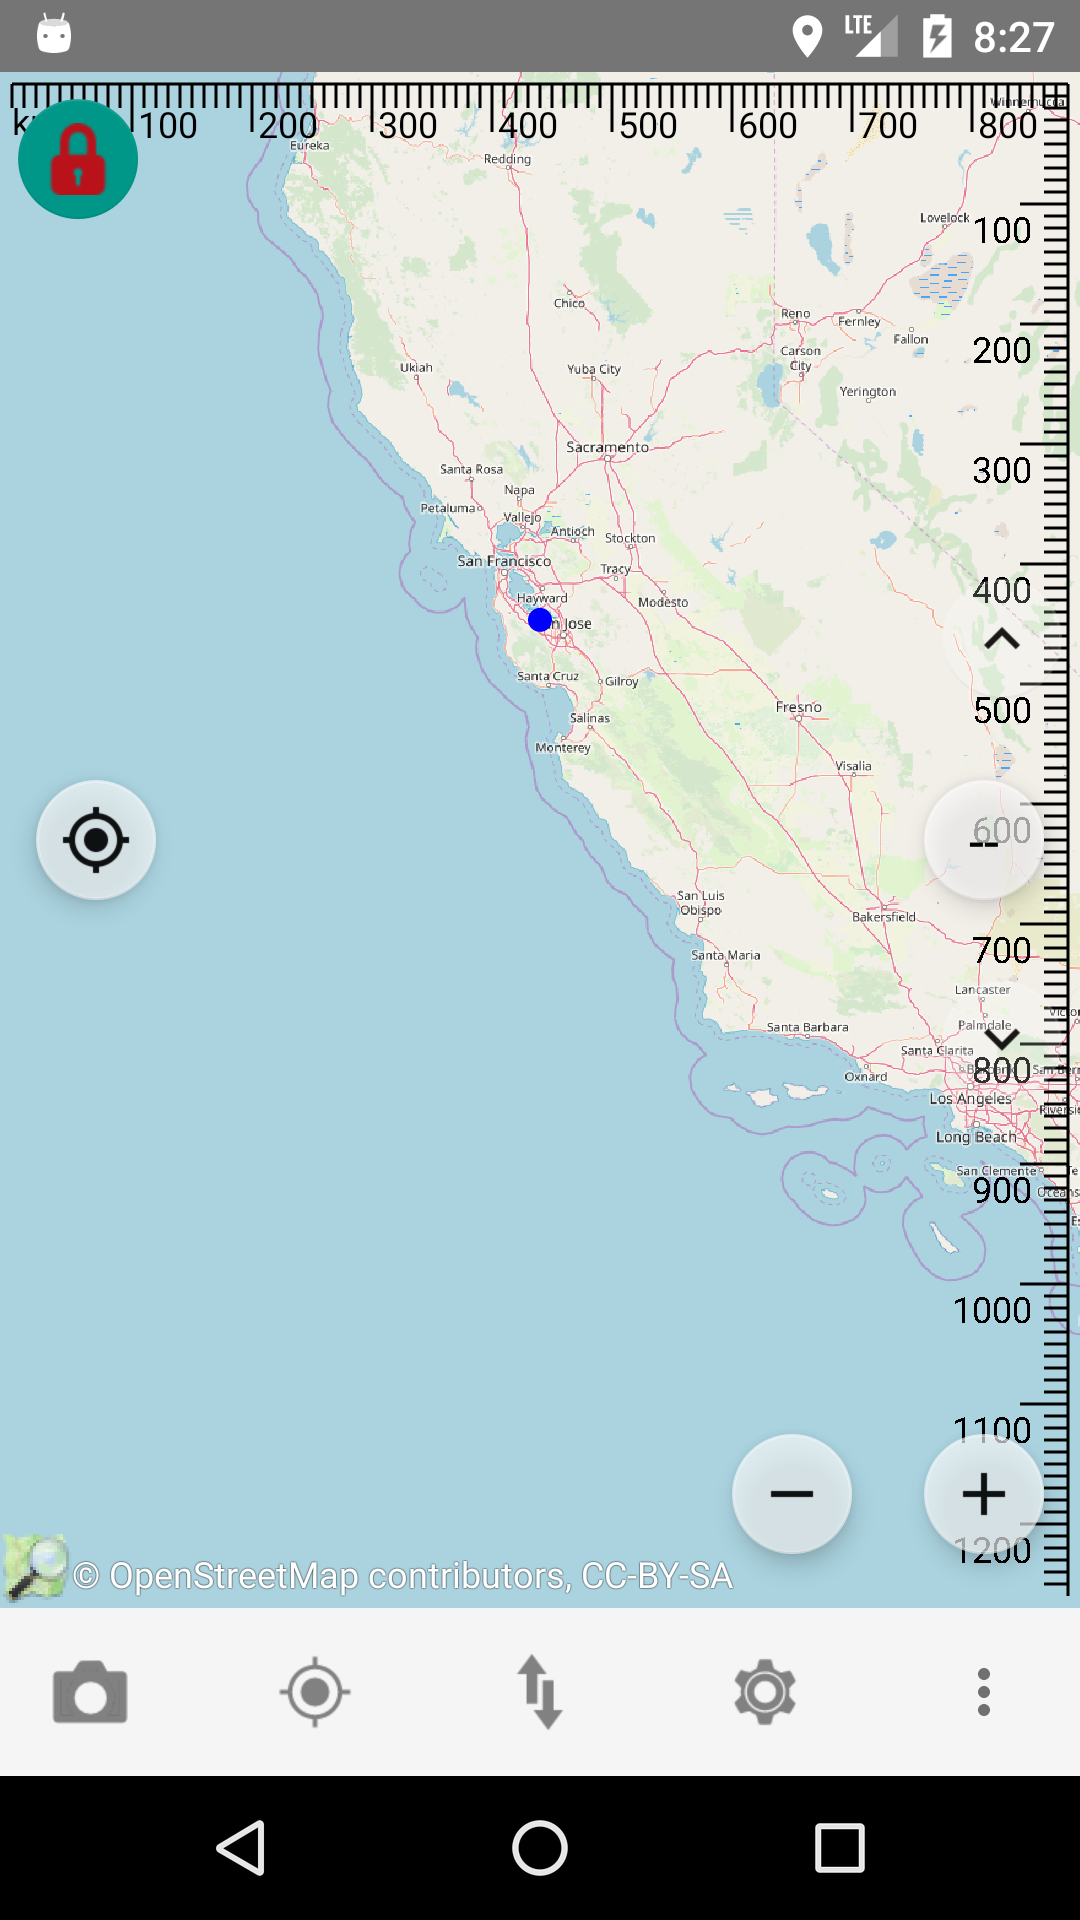 LTE 8:27
100 200 300 400 500 600 700 800
Winnemucca
Eureka
Redding
Lovelock
100
Chico
Reno
Fernley
Fallon
Carson
City
200
Ukiah
Yuba City
Yerington
Sacramento
300
Santa Rosa
Napa
Petaluma
Vallejo
Antioch
Stockton
San Francisco
Tracy
400
Hayward
Modesto
Jose
Santa Cruz
Gilroy
500
Fresno
Salinas
Monterey
Visalia
600
San Luis
Obispo
Bakersfield
700
Santa Maria
Lancaster
Palmdale
Santa Barbara
Santa Clarita
800
Oxnard
Los Angeles
Long Beach
San Clemente
900
1000
1100
1200
© OpenStreetMap contributors, CC-BY-SA